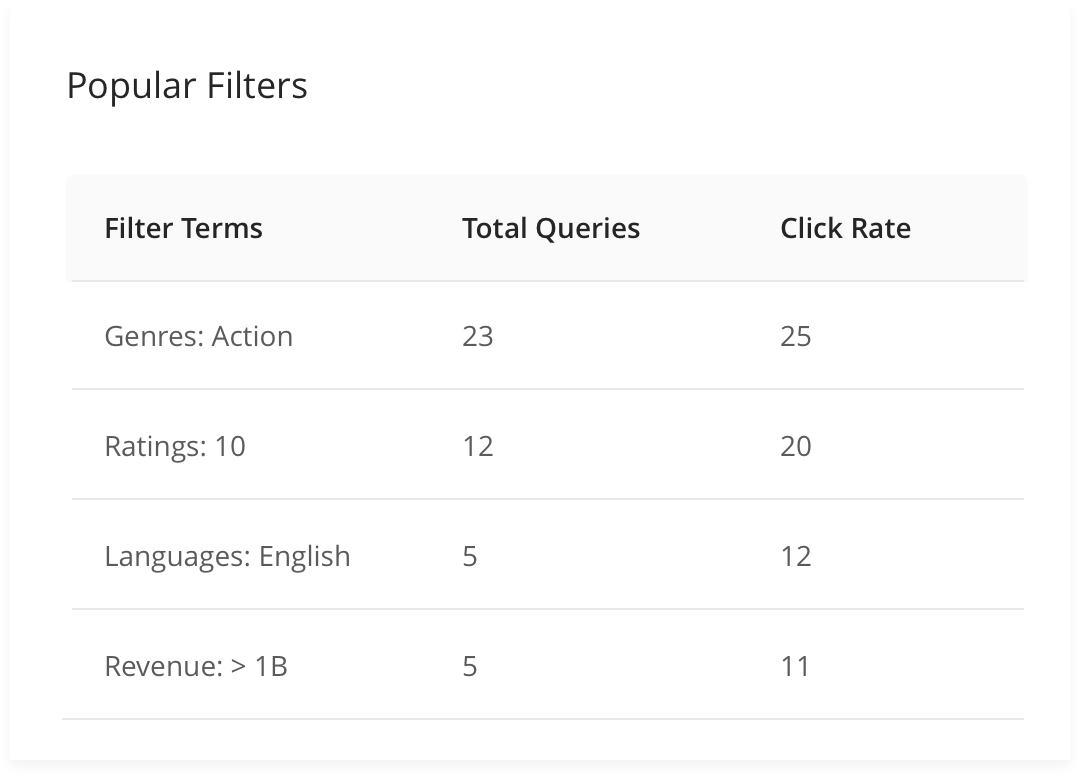 Popular Filters
Filter Terms Total Queries Click Rate
Genres: Action 23 25
Ratings: 10 12 20
Languages: English 5 12
Revenue: > 1B 5 11